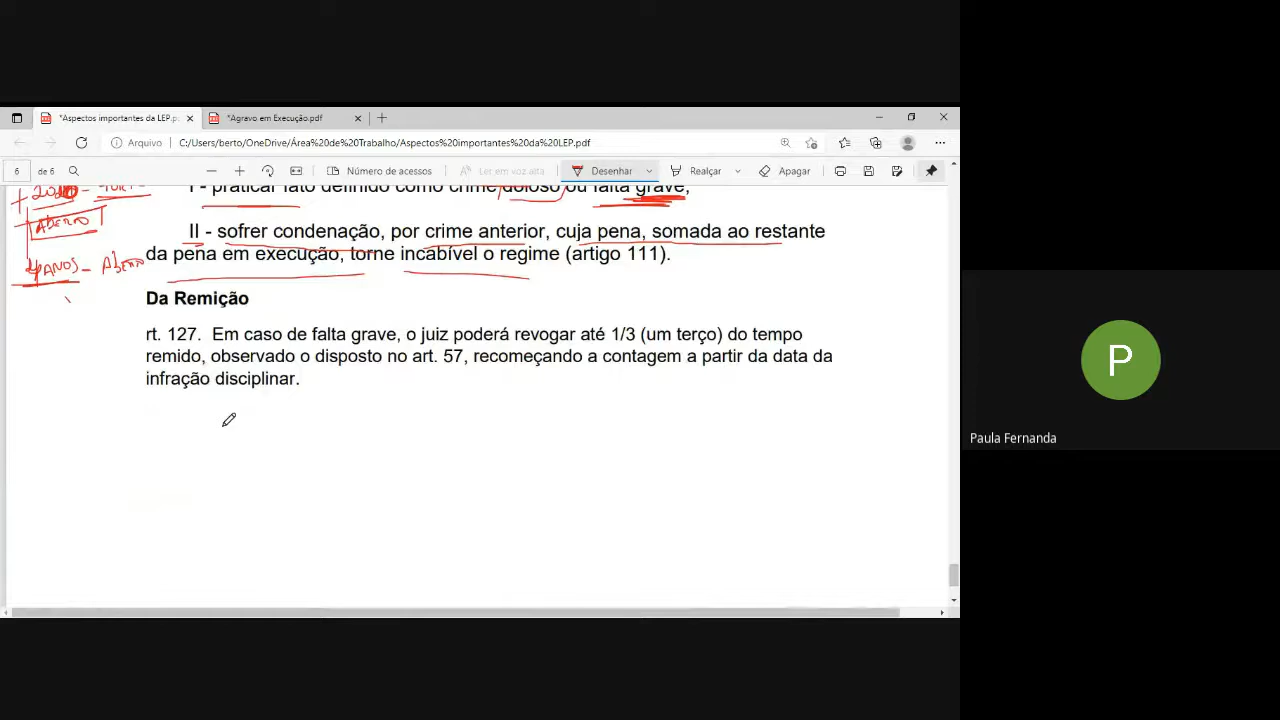 *Aspectos importantes da LEP.p
*Agravo em Execução.pdf
Arquivo
C:/Users/berto/OneDrive/Área%20de%20Trabalho/Aspectos%20importantes%20da%20LEP.pdf
6 de 6
Número de acessos
Ler em voz alta
Desenhar
Realçar
Apagar
I - praticar fato definido como crime doloso ou falta grave;
ABERTO
II - sofrer condenação, por crime anterior, cuja pena, somada ao restante
da pena em execução, torne incabível o regime (artigo 111).
4 ANOS - ABERTO
Da Remição
rt. 127. Em caso de falta grave, o juiz poderá revogar até 1/3 (um terço) do tempo
remido, observado o disposto no art. 57, recomeçando a contagem a partir da data da
infração disciplinar.
P
Paula Fernanda